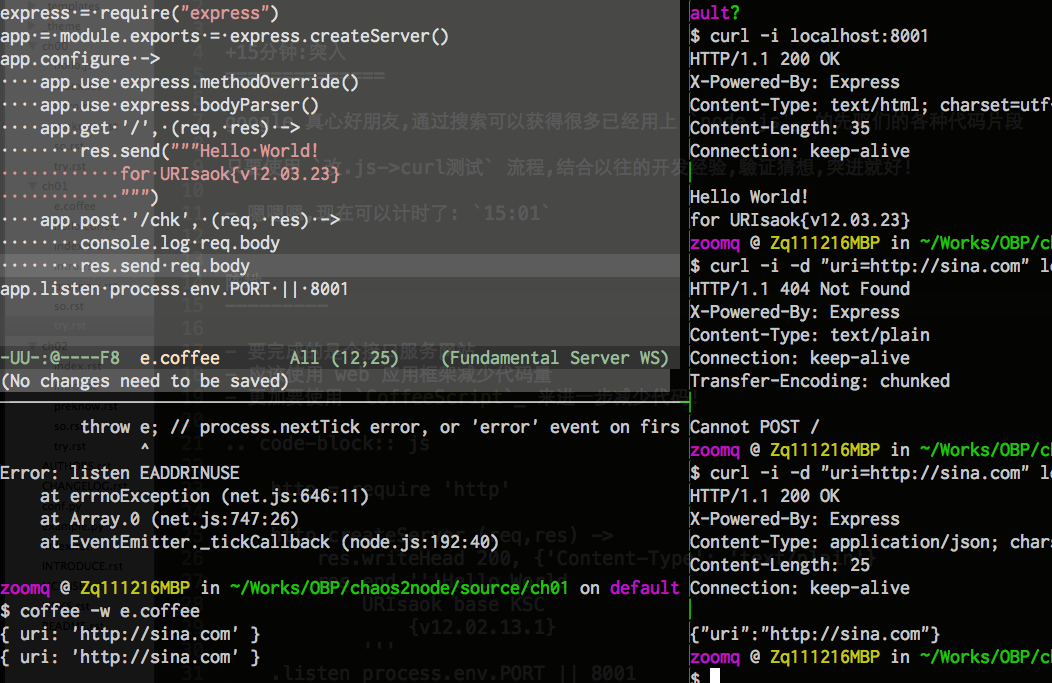 express = require("express")
app = module.exports = express.createServer()
app.configure ->
····app.use·express.methodOverride()
····app.use·express.bodyParser()
····app.get·'/',·(req,·res)·->
········res.send("""Hello·World!
············for·URIsaok{v12.03.23}
············""")
····app.post·'/chk',·(req,·res)·->
········console.log·req.body
········res.send·req.body
app.listen·process.env.PORT·||·8001
-UU-:@----F8  e.coffee       All (12,25)    (Fundamental Server WS)
(No changes need to be saved)
        throw e; // process.nextTick error, or 'error' event on firs
              ^
Error: listen EADDRINUSE
    at errnoException (net.js:646:11)
    at Array.0 (net.js:747:26)
    at EventEmitter._tickCallback (node.js:192:40)
zoomq @ Zq111216MBP in ~/Works/OBP/chaos2node/source/ch01 on default
$ coffee -w e.coffee
{ uri: 'http://sina.com' }
{ uri: 'http://sina.com' }
ault?
$ curl -i localhost:8001
HTTP/1.1 200 OK
X-Powered-By: Express
Content-Type: text/html; charset=utf
Content-Length: 35
Connection: keep-alive
Hello World!
for URIsaok{v12.03.23}
zoomq @ Zq111216MBP in ~/Works/OBP/c
$ curl -i -d "uri=http://sina.com" l
HTTP/1.1 404 Not Found
X-Powered-By: Express
Content-Type: text/plain
Connection: keep-alive
Transfer-Encoding: chunked
Cannot POST /
zoomq @ Zq111216MBP in ~/Works/OBP/c
$ curl -i -d "uri=http://sina.com" l
HTTP/1.1 200 OK
X-Powered-By: Express
Content-Type: application/json; char
Content-Length: 25
Connection: keep-alive
{"uri":"http://sina.com"}
zoomq @ Zq111216MBP in ~/Works/OBP/c
$